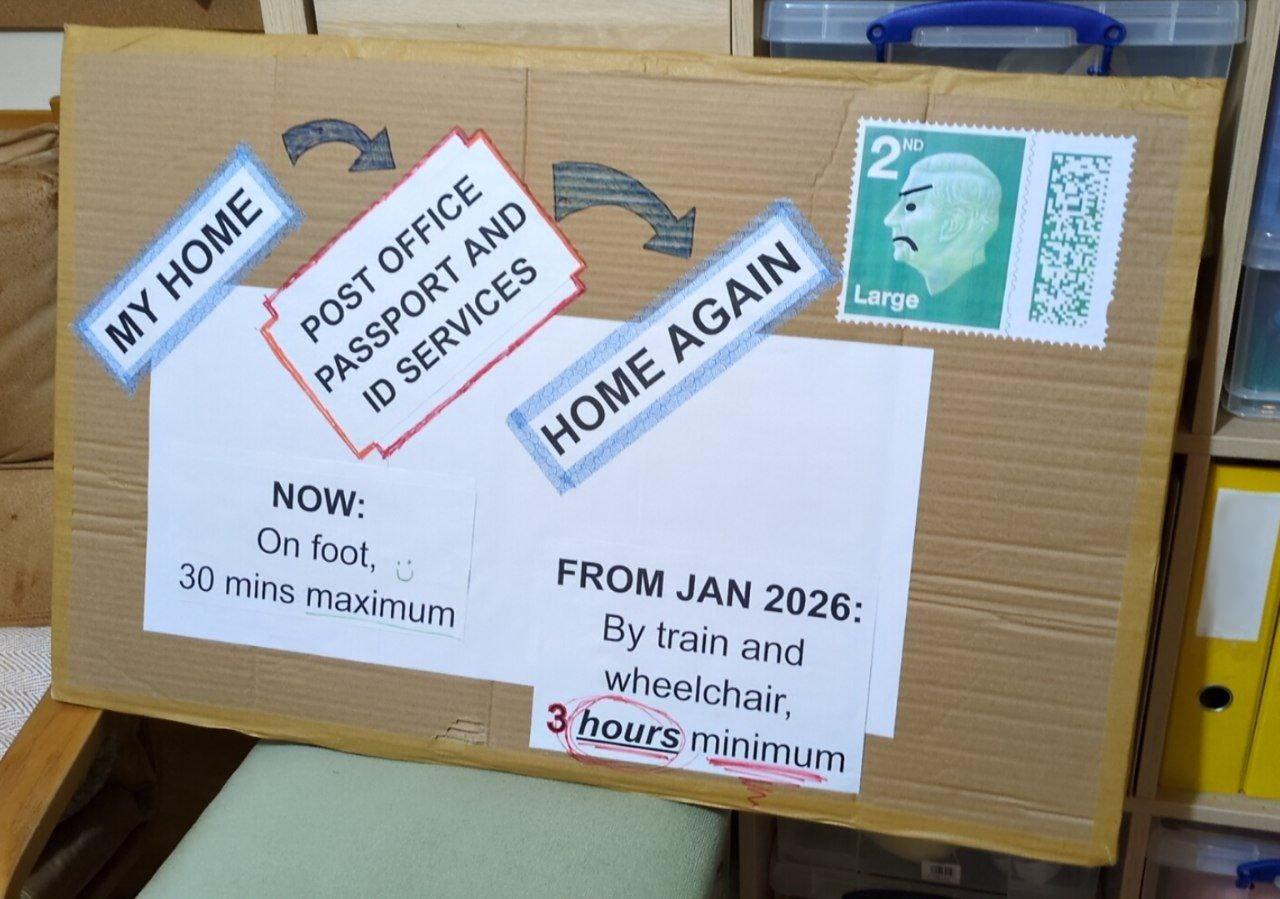 MY HOME
POST OFFICE
PASSPORT AND
ID SERVICES
HOME AGAIN
2ND
Large
NOW:
On foot,
30 mins maximum
FROM JAN 2026:
By train and
wheelchair,
3 hours minimum